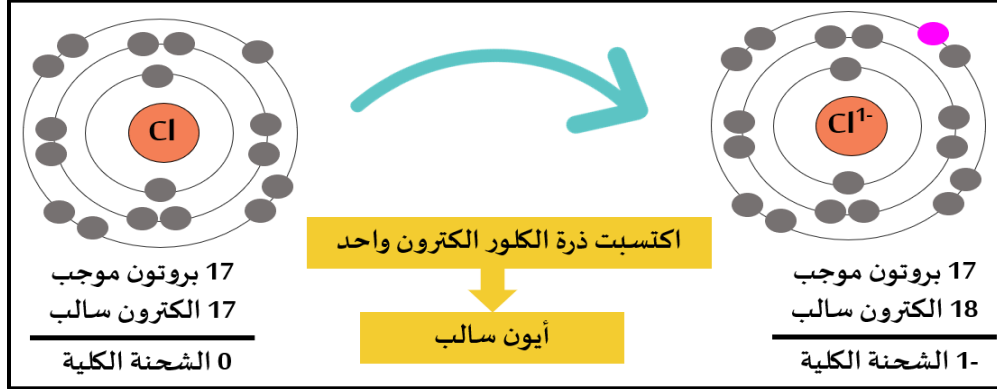 Cl
Cl¹⁻
اكتسبت ذرة الكلور الكترون واحد
أيون سالب
17 بروتون موجب
17 الكترون سالب
0 الشحنة الكلية
17 بروتون موجب
18 الكترون سالب
-1 الشحنة الكلية